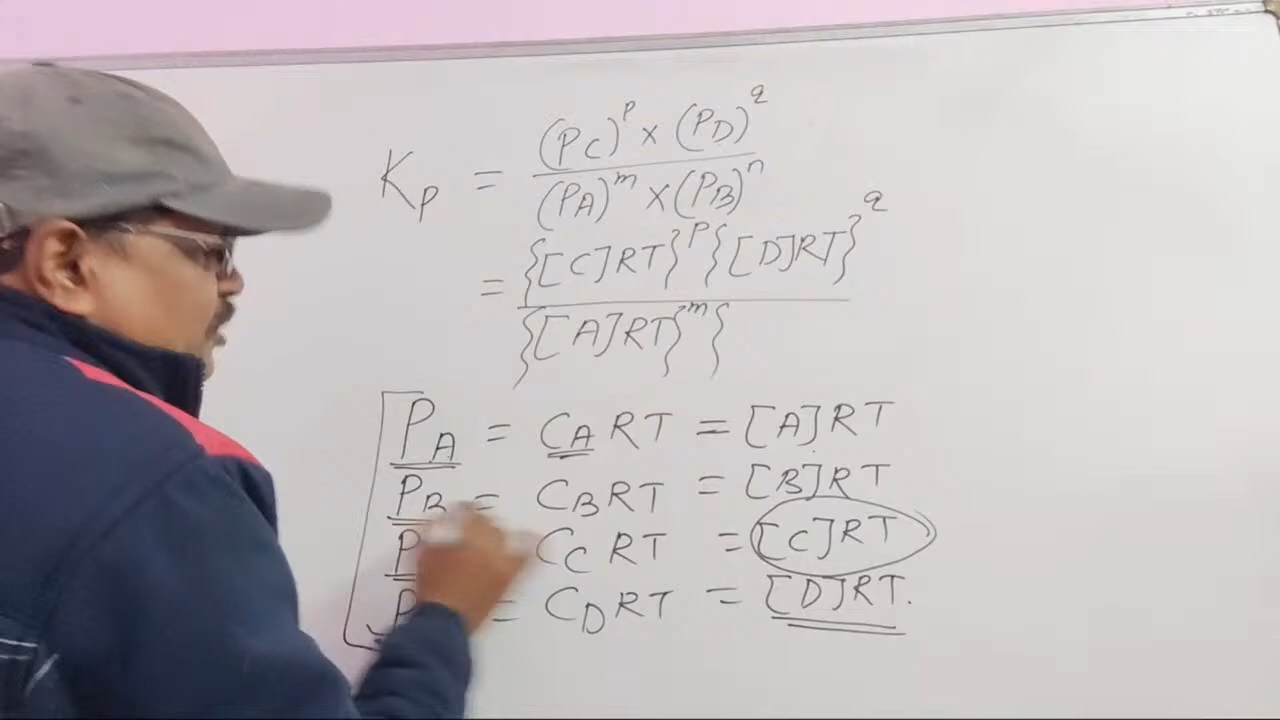 Kp = (PC)^p × (PD)^q / (PA)^m × (PB)^n
= {[C]RT}^p {[D]RT}^q / {[A]RT}^m {
PA = CA RT = [A]RT
PB = CB RT = [B]RT
P CC RT = [C]RT
P = CD RT = [D]RT.